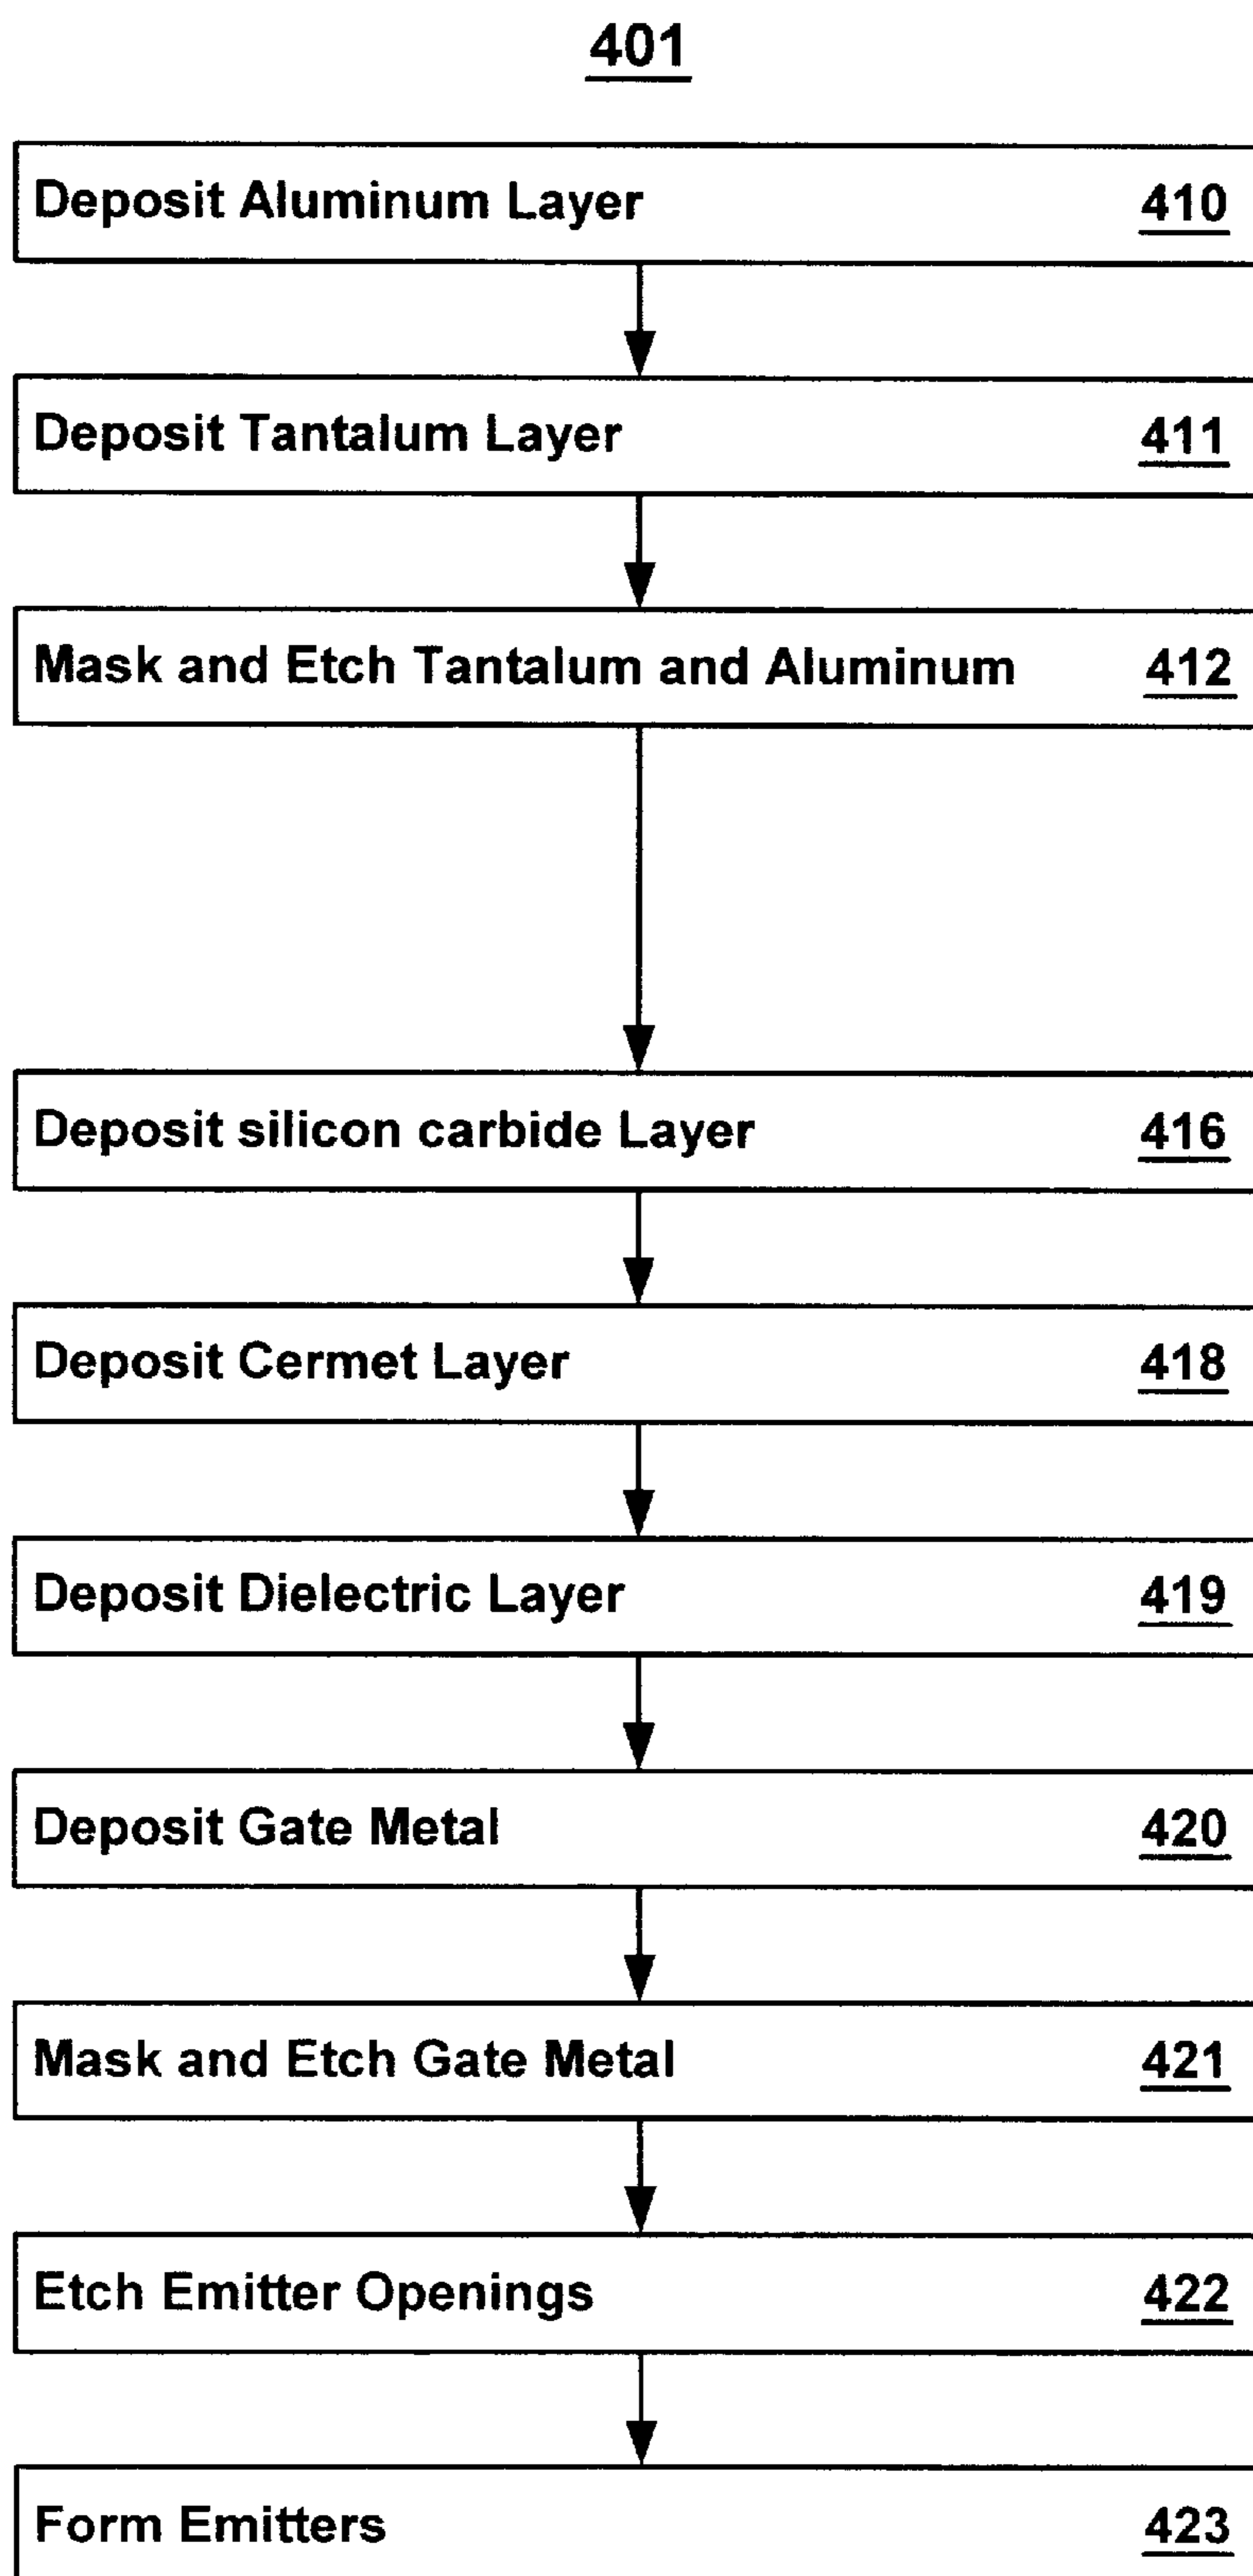 401
Deposit Aluminum Layer 410
Deposit Tantalum Layer 411
Mask and Etch Tantalum and Aluminum 412
Deposit silicon carbide Layer 416
Deposit Cermet Layer 418
Deposit Dielectric Layer 419
Deposit Gate Metal 420
Mask and Etch Gate Metal 421
Etch Emitter Openings 422
Form Emitters 423